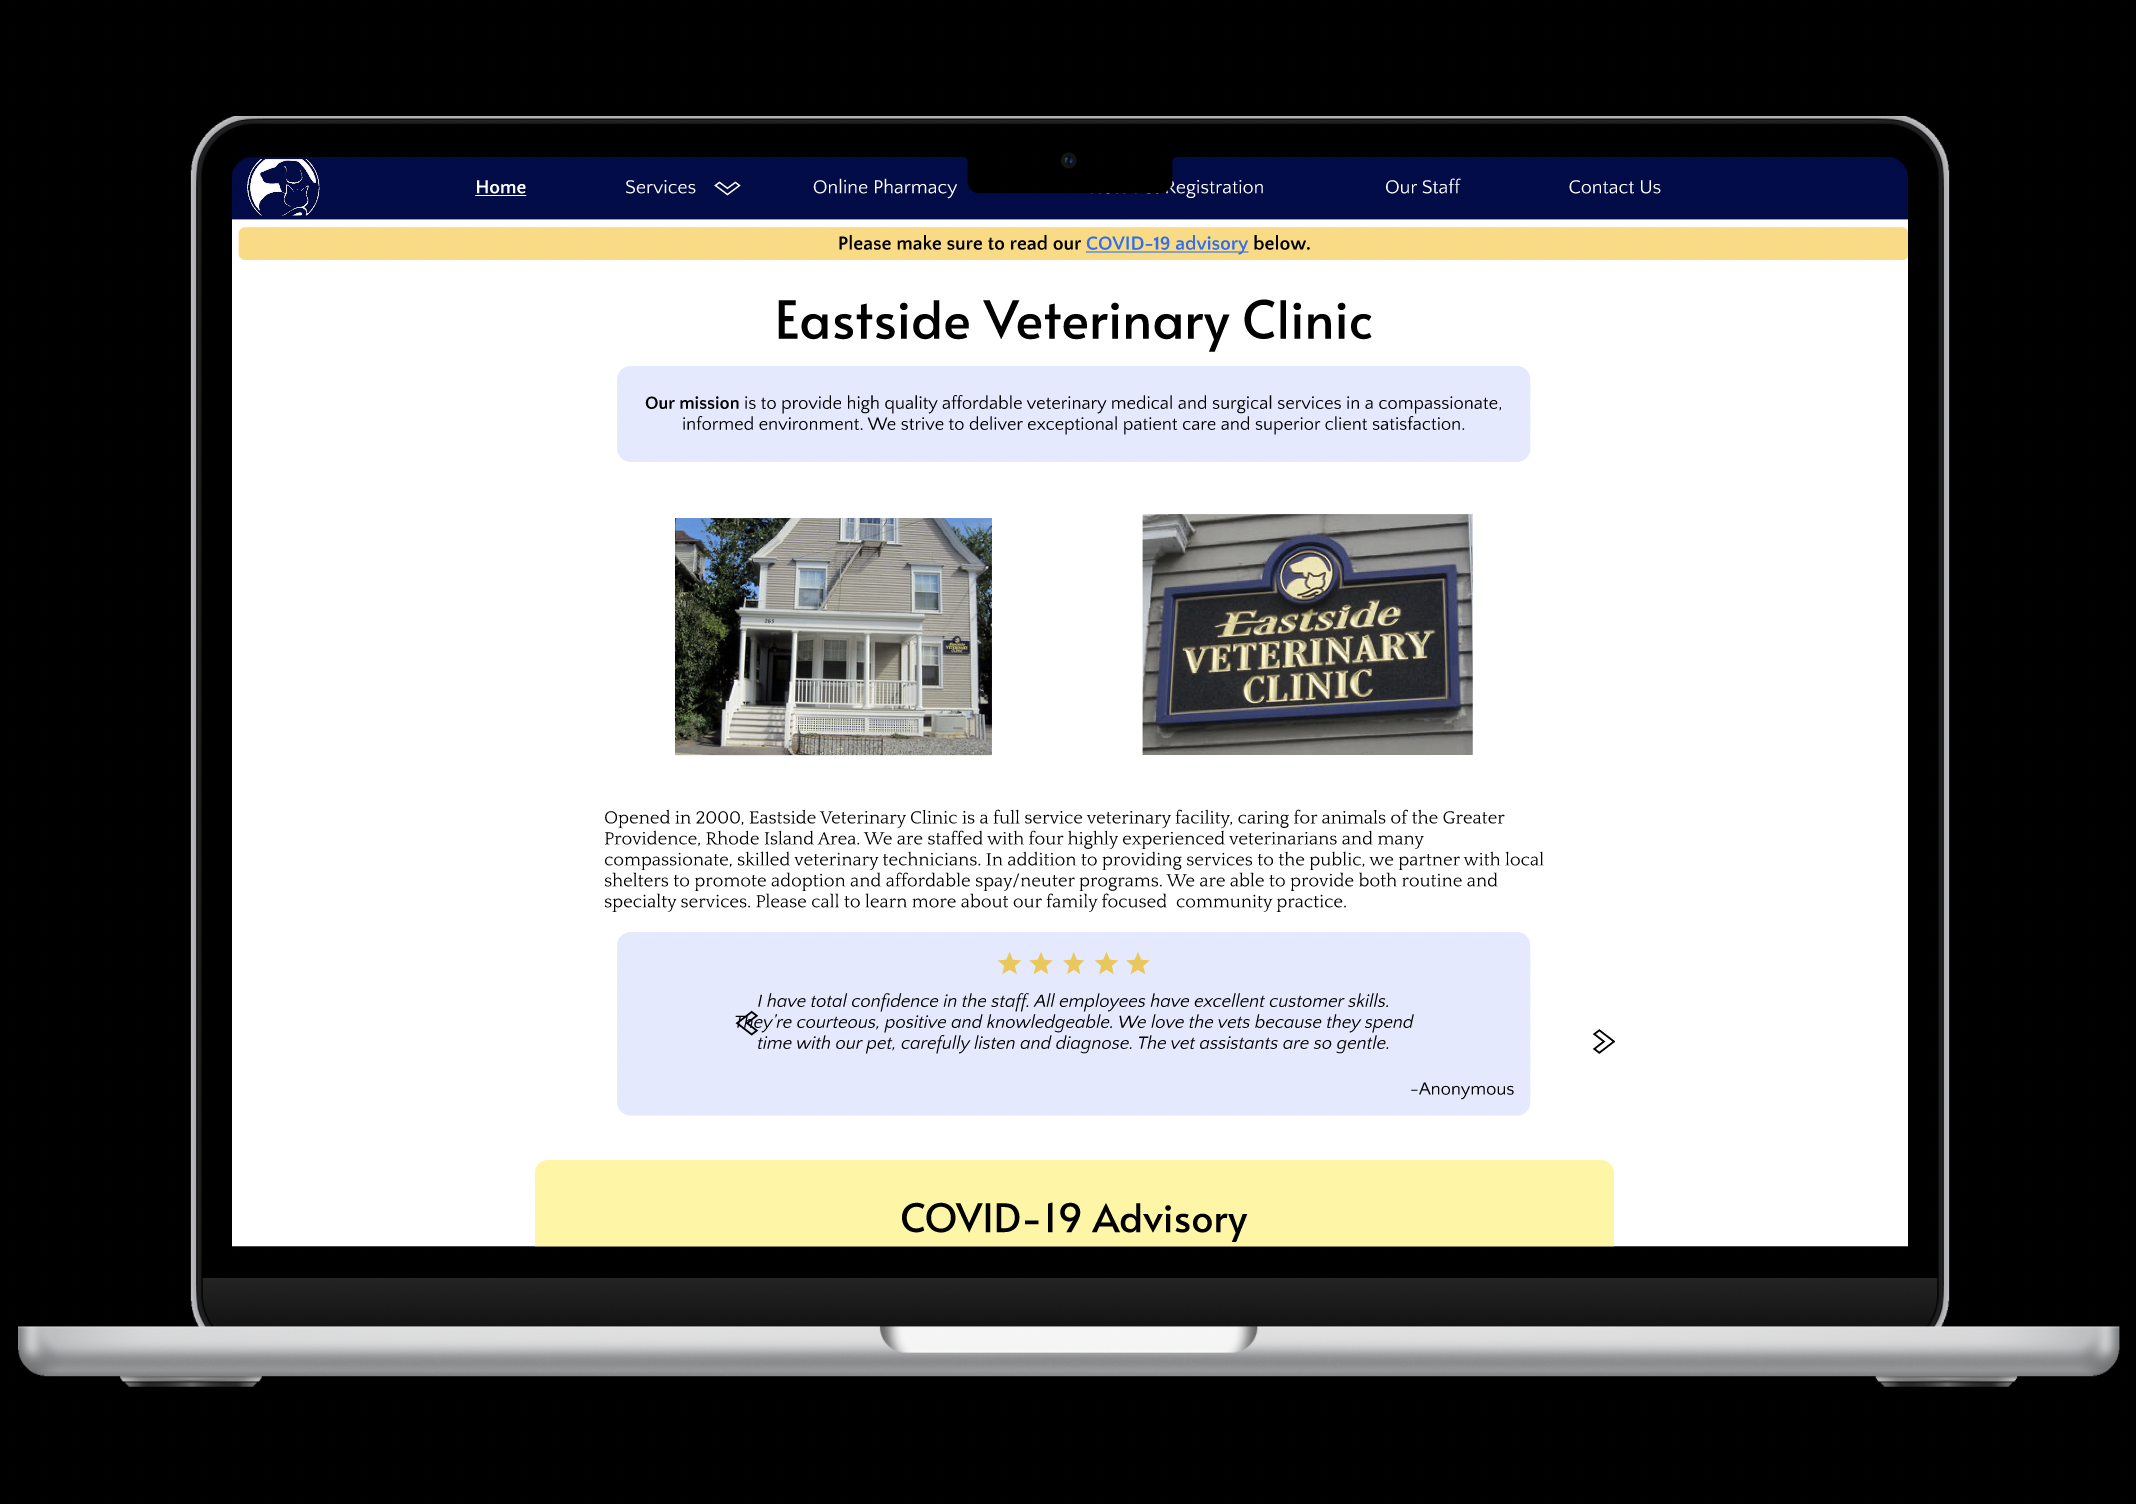 Home Services Online Pharmacy Registration Our Staff Contact Us
Please make sure to read our COVID-19 advisory below.
Eastside Veterinary Clinic
Our mission is to provide high quality affordable veterinary medical and surgical services in a compassionate,
informed environment. We strive to deliver exceptional patient care and superior client satisfaction.
263
Eastside
VETERINARY
CLINIC
Eastside
VETERINARY
CLINIC
Opened in 2000, Eastside Veterinary Clinic is a full service veterinary facility, caring for animals of the Greater
Providence, Rhode Island Area. We are staffed with four highly experienced veterinarians and many
compassionate, skilled veterinary technicians. In addition to providing services to the public, we partner with local
shelters to promote adoption and affordable spay/neuter programs. We are able to provide both routine and
specialty services. Please call to learn more about our family focused  community practice.
I have total confidence in the staff. All employees have excellent customer skills.
They're courteous, positive and knowledgeable. We love the vets because they spend
time with our pet, carefully listen and diagnose. The vet assistants are so gentle.
-Anonymous
COVID-19 Advisory